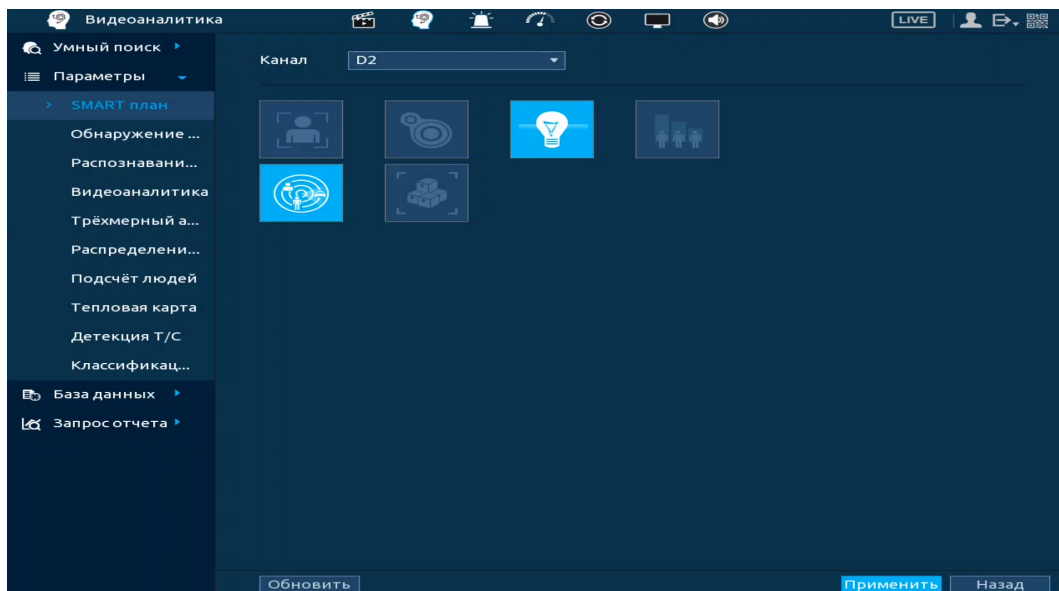 Видеоаналитика
LIVE
Умный поиск
Параметры
SMART план
Обнаружение ...
Распознавани...
Видеоаналитика
Трёхмерный а...
Распределени...
Подсчёт людей
Тепловая карта
Детекция Т/С
Классификац...
База данных
Запрос отчета
Канал D2
Обновить
Применить
Назад